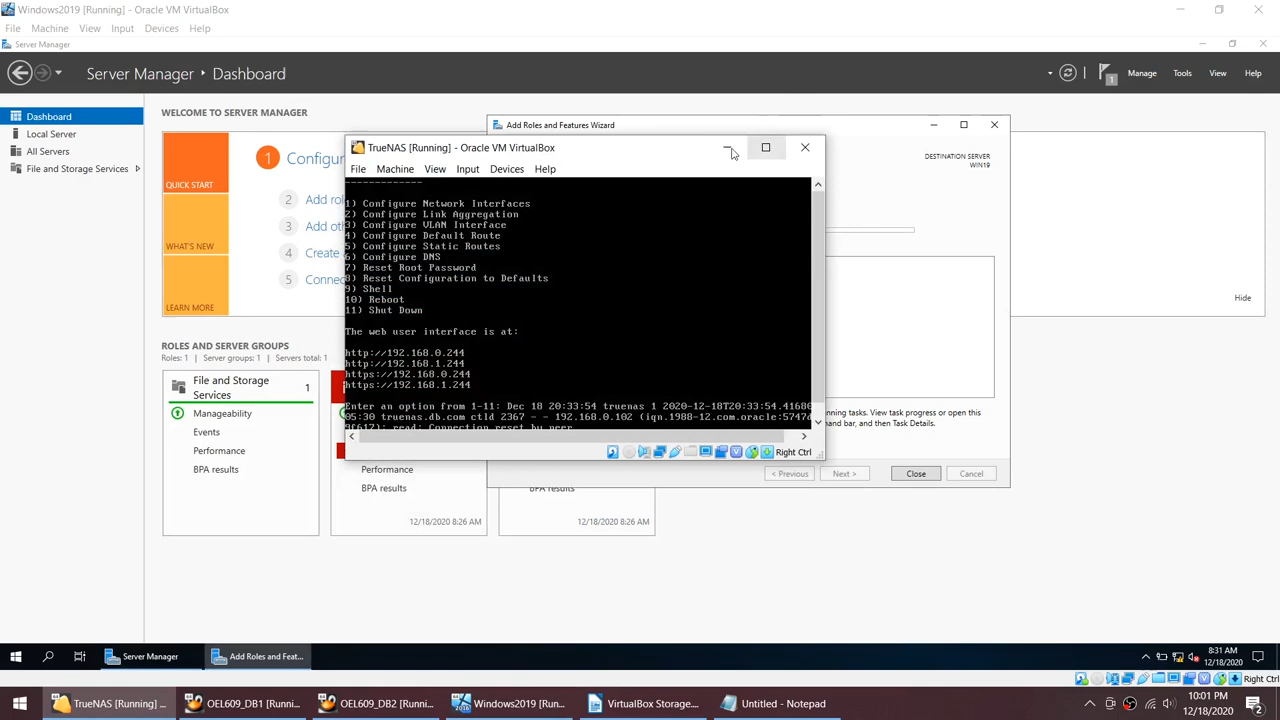 Windows2019 [Running] - Oracle VM VirtualBox
File Machine View Input Devices Help
Server Manager
Server Manager ‣ Dashboard
1 Manage Tools View Help
Dashboard
Local Server
All Servers
File and Storage Services
WELCOME TO SERVER MANAGER
QUICK START
WHAT'S NEW
LEARN MORE
1 Configur
2 Add rol
3 Add ot
4 Create
5 Connec
Hide
Add Roles and Features Wizard
DESTINATION SERVER
WIN19
TrueNAS [Running] - Oracle VM VirtualBox
File Machine View Input Devices Help
-------------
1) Configure Network Interfaces
2) Configure Link Aggregation
3) Configure VLAN Interface
4) Configure Default Route
5) Configure Static Routes
6) Configure DNS
7) Reset Root Password
8) Reset Configuration to Defaults
9) Shell
10) Reboot
11) Shut Down
The web user interface is at:
http://192.168.0.244
http://192.168.1.244
https://192.168.0.244
https://192.168.1.244
Enter an option from 1-11: Dec 18 20:33:54 truenas 1 2020-12-18T20:33:54.41680
05:30 truenas.db.com ctld 2367 - - 192.168.0.102 (iqn.1988-12.com.oracle:5747d
9f617): read: Connection reset by peer
Right Ctrl
nning tasks. View task progress or open this
mand bar, and then Task Details.
< Previous Next > Close Cancel
ROLES AND SERVER GROUPS
Roles: 1 | Server groups: 1 | Servers total: 1
File and Storage
Services
1
Manageability
Events
Performance
BPA results
Performance
BPA results
12/18/2020 8:26 AM
BPA results
12/18/2020 8:26 AM
Server Manager
Add Roles and Feat...
8:31 AM
12/18/2020
Right Ctrl
TrueNAS [Running] ...
OEL609_DB1 [Runni...
OEL609_DB2 [Runni...
Windows2019 [Run...
VirtualBox Storage....
Untitled - Notepad
10:01 PM
12/18/2020
2